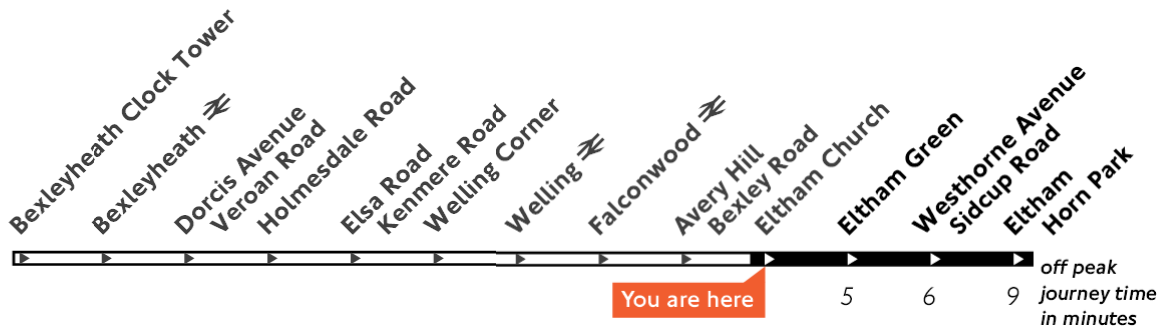 Bexleyheath Clock Tower
Bexleyheath
Dorcis Avenue
Veroan Road
Holmesdale Road
Elsa Road
Kenmere Road
Welling Corner
Welling
Falconwood
Avery Hill
Bexley Road
Eltham Church
Eltham Green
Westhorne Avenue
Sidcup Road
Eltham
Horn Park
You are here
5 6 9
off peak
journey time
in minutes